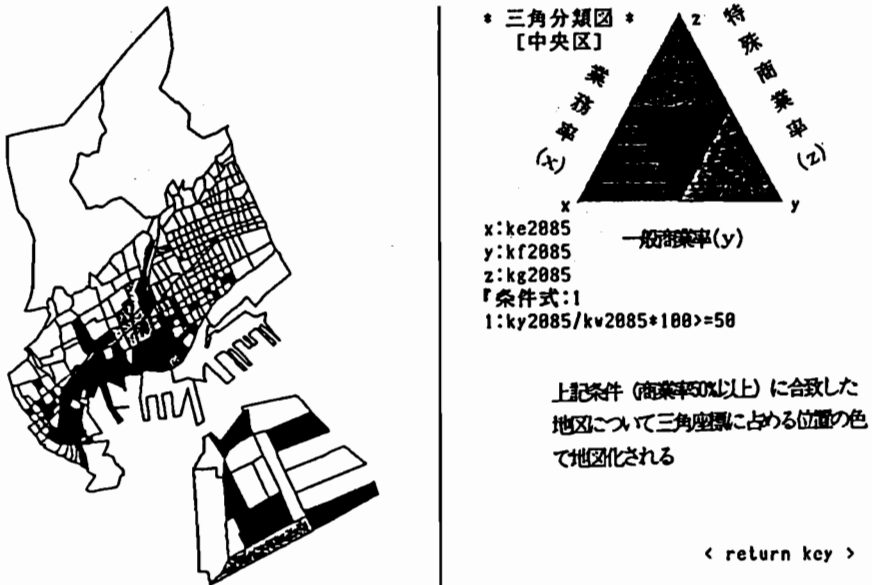 * 三角分類図 *
[中央区]
z
特殊商業率(z)
業務率(x)
x
y
一般商業率(y)
x:ke2085
y:kf2085
z:kg2085
『条件式:1
1:ky2085/kw2085*100>=50
上記条件(商業率50%以上)に合致した
地区について三角座標に占める位置の色
で地図化される
< return key >